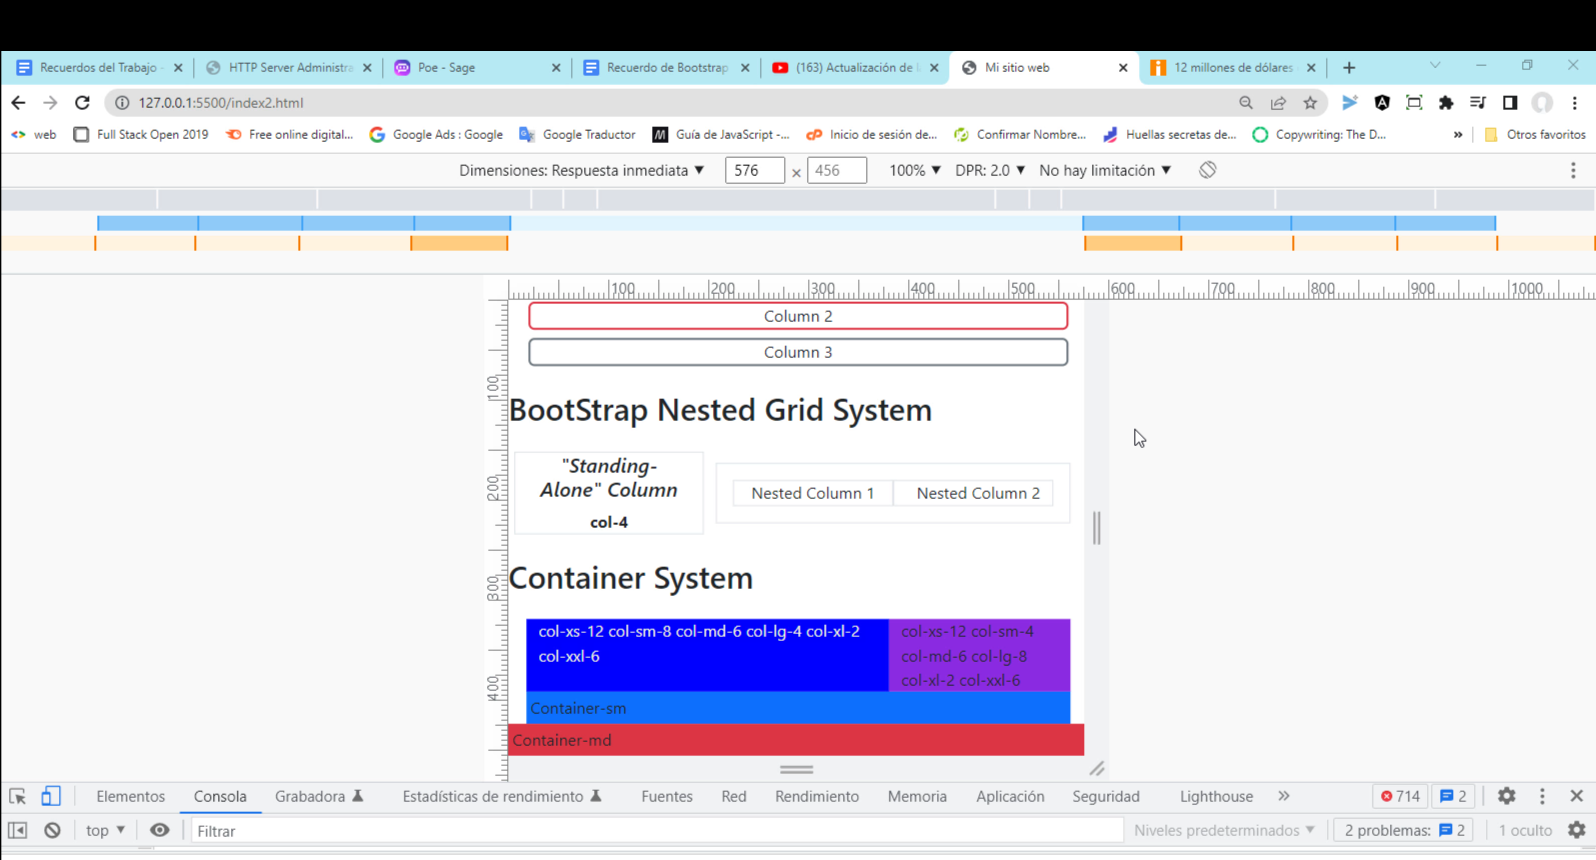 Recuerdos del Trabajo - HTTP Server Administra Poe - Sage Recuerdo de Bootstrap (163) Actualización de l Mi sitio web 12 millones de dólares
127.0.0.1:5500/index2.html
web Full Stack Open 2019 Free online digital... Google Ads : Google Google Traductor Guía de JavaScript -... Inicio de sesión de... Confirmar Nombre... Huellas secretas de... Copywriting: The D... » Otros favoritos
Dimensiones: Respuesta inmediata ▼ 576 × 456 100% ▼ DPR: 2.0 ▼ No hay limitación ▼
100 200 300 400 500 600 700 800 900 1000
Column 2
Column 3
100
BootStrap Nested Grid System
"Standing-
Alone" Column
col-4
Nested Column 1 Nested Column 2
200
Container System
300
col-xs-12 col-sm-8 col-md-6 col-lg-4 col-xl-2
col-xxl-6
col-xs-12 col-sm-4
col-md-6 col-lg-8
col-xl-2 col-xxl-6
400
Container-sm
Container-md
Elementos Consola Grabadora Estadísticas de rendimiento Fuentes Red Rendimiento Memoria Aplicación Seguridad Lighthouse » 714 2
top ▼ Filtrar Niveles predeterminados ▼ 2 problemas: 2 1 oculto